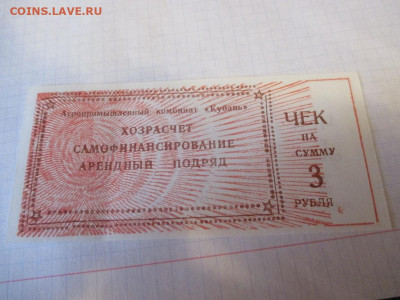 COINS.LAVE.RU
Агропромышленный комбинат «Кубань»
ХОЗРАСЧЕТ
САМОФИНАНСИРОВАНИЕ
АРЕНДНЫЙ ПОДРЯД
ЧЕК
НА
СУММУ
3
РУБЛЯ